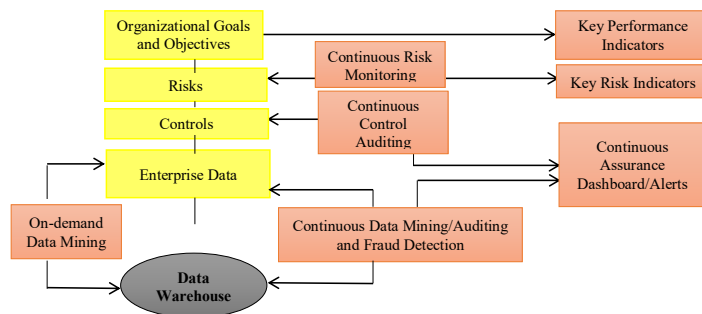 Organizational Goals
and Objectives
Key Performance
Indicators
Continuous Risk
Monitoring
Risks
Key Risk Indicators
Continuous
Control
Auditing
Controls
Continuous
Assurance
Dashboard/Alerts
Enterprise Data
On-demand
Data Mining
Continuous Data Mining/Auditing
and Fraud Detection
Data
Warehouse